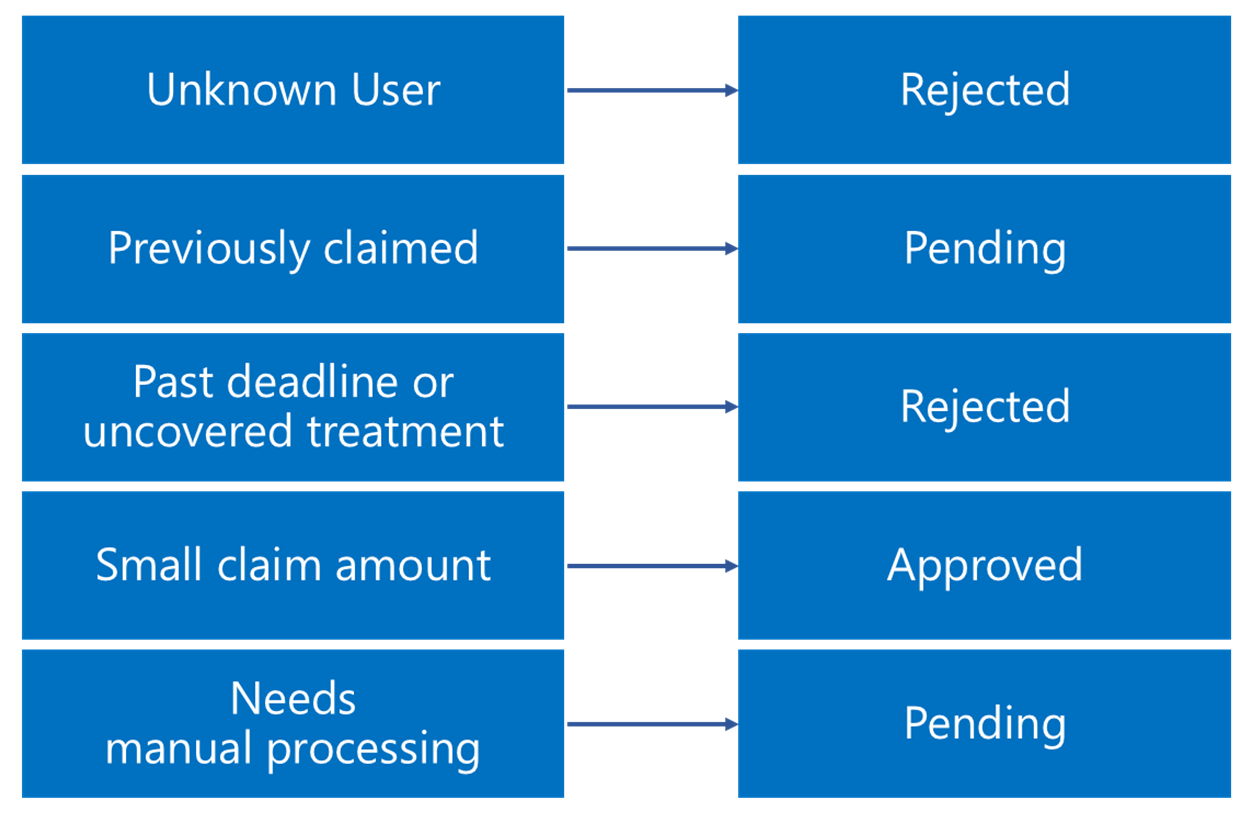 Unknown User
Rejected
Previously claimed
Pending
Past deadline or
uncovered treatment
Rejected
Small claim amount
Approved
Needs
manual processing
Pending